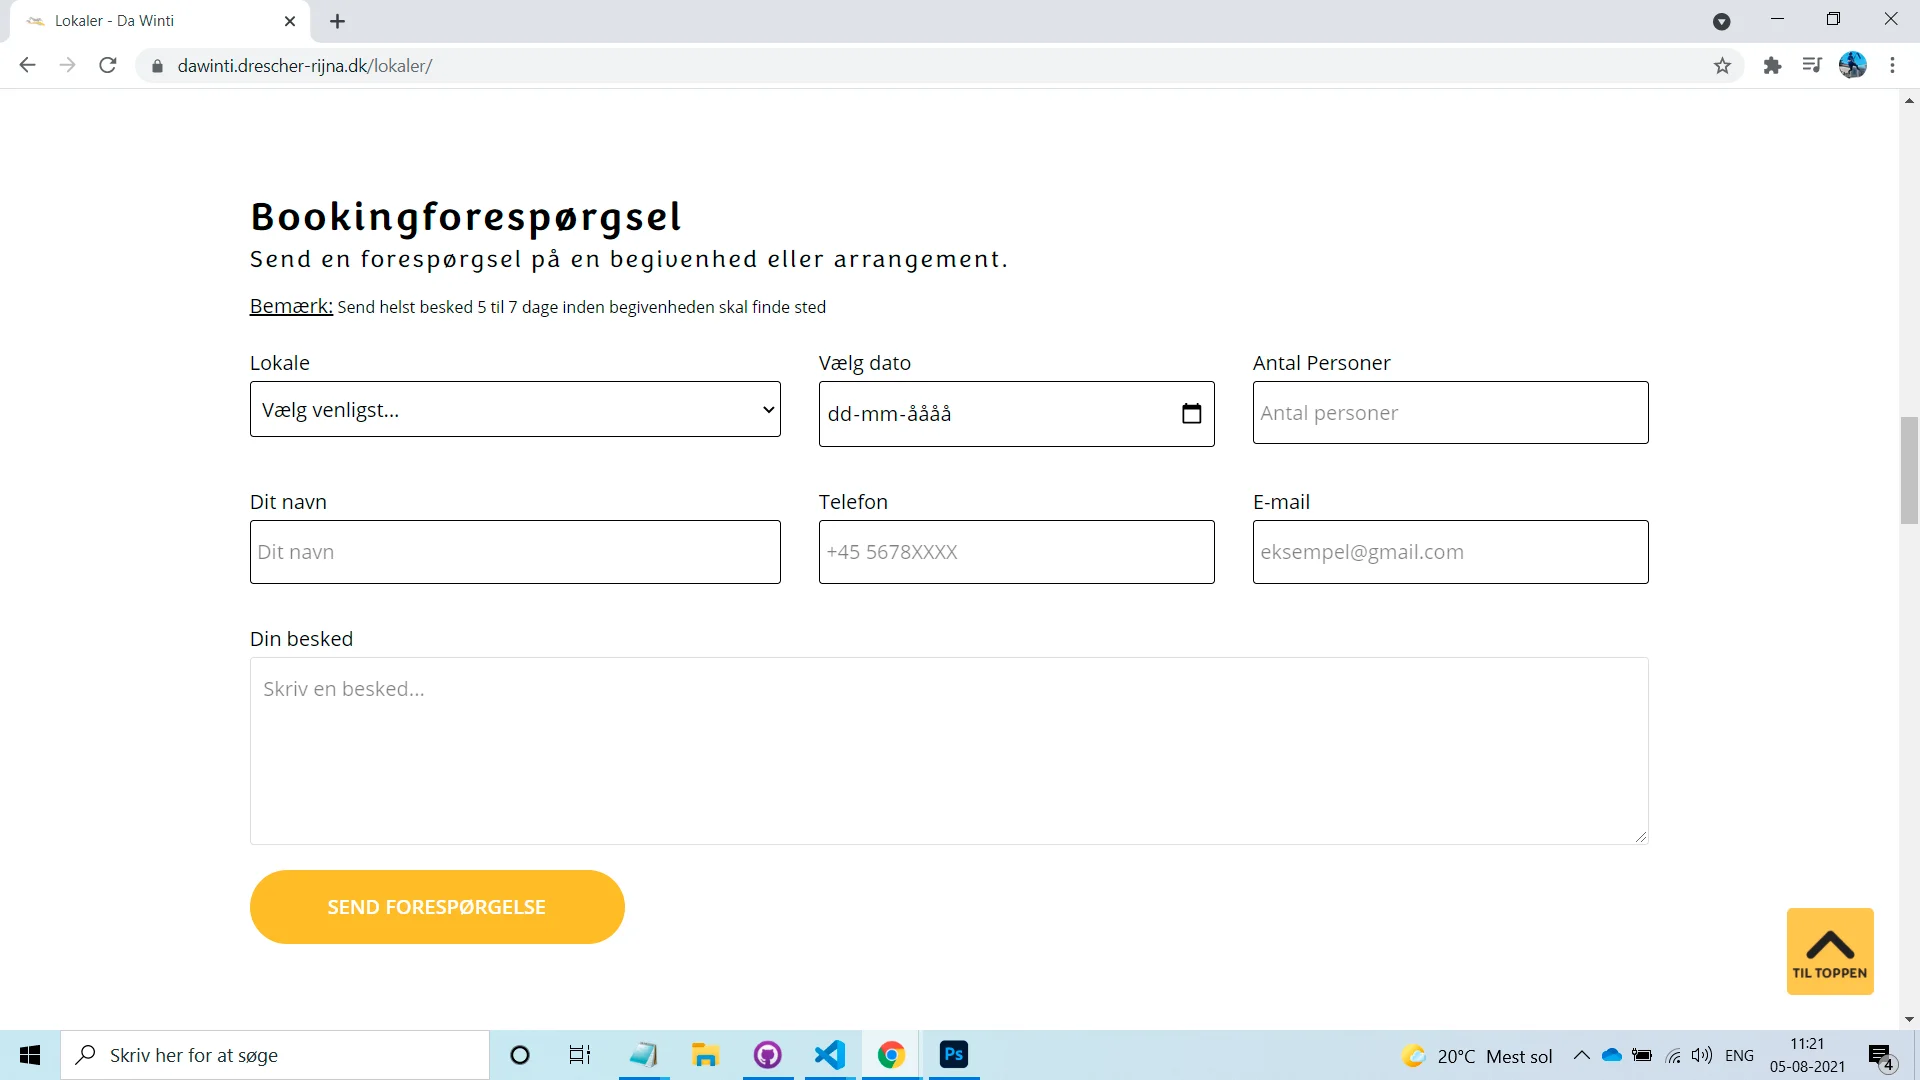 Lokaler - Da Winti
dawinti.drescher-rijna.dk/lokaler/
Bookingforespørgsel
Send en forespørgsel på en begivenhed eller arrangement.
Bemærk: Send helst besked 5 til 7 dage inden begivenheden skal finde sted
Lokale
Vælg dato
Antal Personer
Vælg venligst...
dd-mm-åååå
Antal personer
Dit navn
Telefon
E-mail
Dit navn
+45 5678XXXX
eksempel@gmail.com
Din besked
Skriv en besked...
SEND FORESPØRGELSE
TIL TOPPEN
Skriv her for at søge
Ps
20°C Mest sol
ENG
11:21
05-08-2021
4